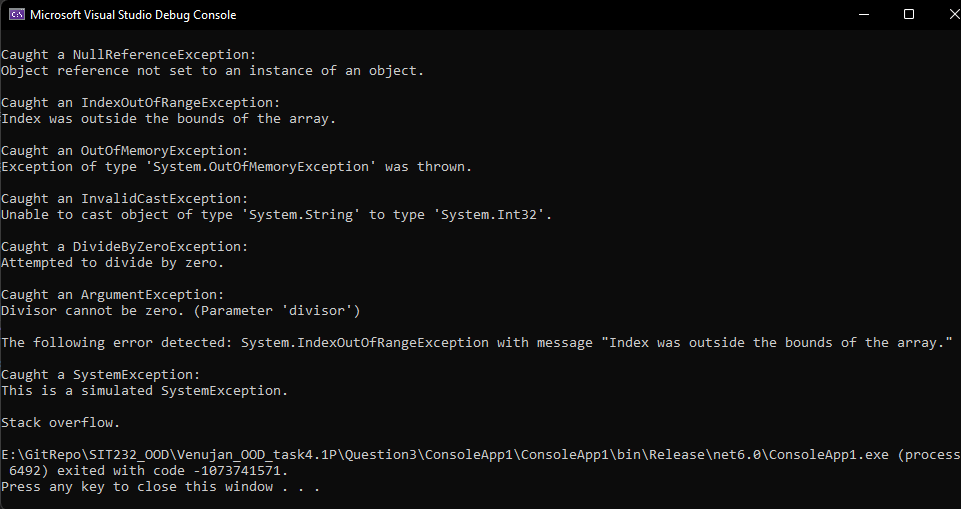 Microsoft Visual Studio Debug Console
Caught a NullReferenceException:
Object reference not set to an instance of an object.
Caught an IndexOutOfRangeException:
Index was outside the bounds of the array.
Caught an OutOfMemoryException:
Exception of type 'System.OutOfMemoryException' was thrown.
Caught an InvalidCastException:
Unable to cast object of type 'System.String' to type 'System.Int32'.
Caught a DivideByZeroException:
Attempted to divide by zero.
Caught an ArgumentException:
Divisor cannot be zero. (Parameter 'divisor')
The following error detected: System.IndexOutOfRangeException with message "Index was outside the bounds of the array."
Caught a SystemException:
This is a simulated SystemException.
Stack overflow.
E:\GitRepo\SIT232_OOD\Venujan_OOD_task4.1P\Question3\ConsoleApp1\ConsoleApp1\bin\Release\net6.0\ConsoleApp1.exe (process
6492) exited with code -1073741571.
Press any key to close this window . . .